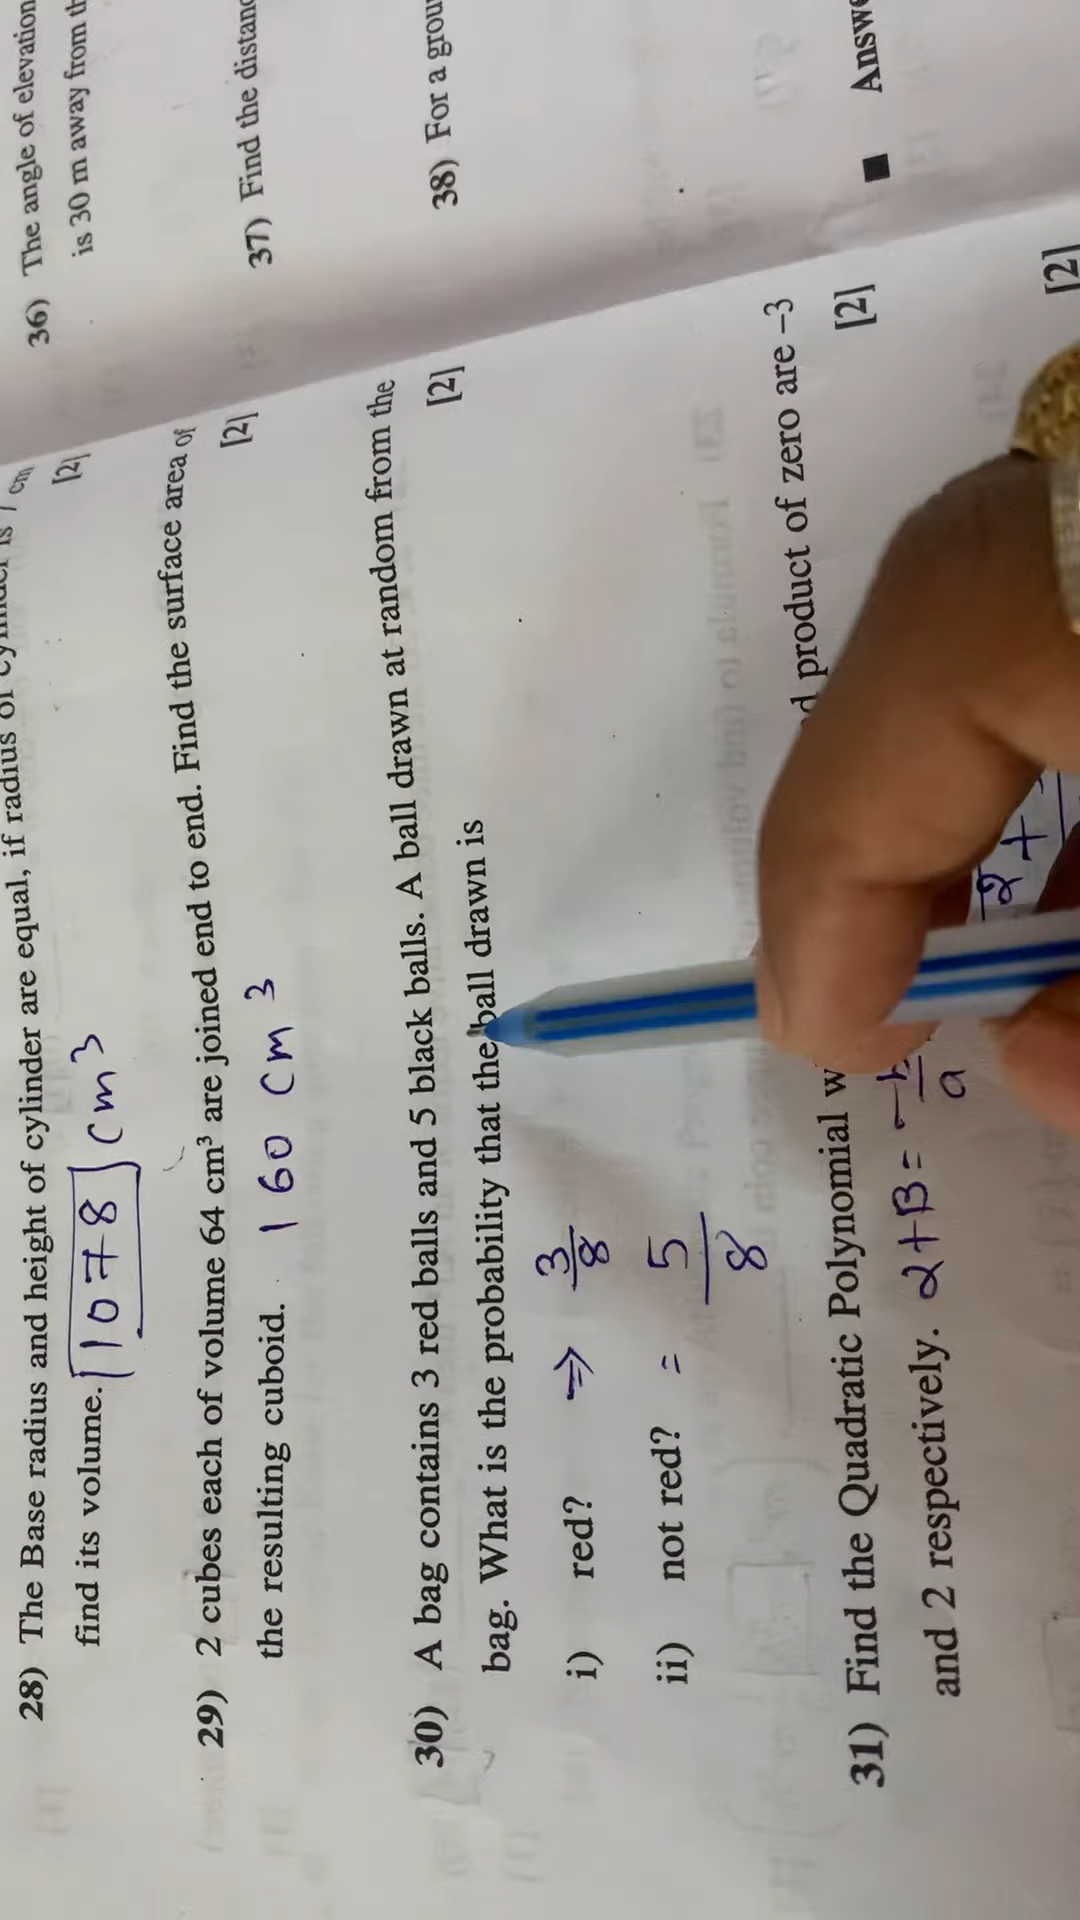 28) The Base radius and height of cylinder are equal, if radius of cylinder is 7 cm
find its volume. 1078 cm³ [2]
29) 2 cubes each of volume 64 cm³ are joined end to end. Find the surface area of
the resulting cuboid. 160 cm³ [2]
30) A bag contains 3 red balls and 5 black balls. A ball drawn at random from the
bag. What is the probability that the ball drawn is [2]
i) red? ⇒ 3/8
ii) not red? = 5/8
31) Find the Quadratic Polynomial product of zero are –3
and 2 respectively. 2+B = [2]
a
2 +
[2]
36) The angle of elevation
is 30 m away from
37) Find the
38) For a
■